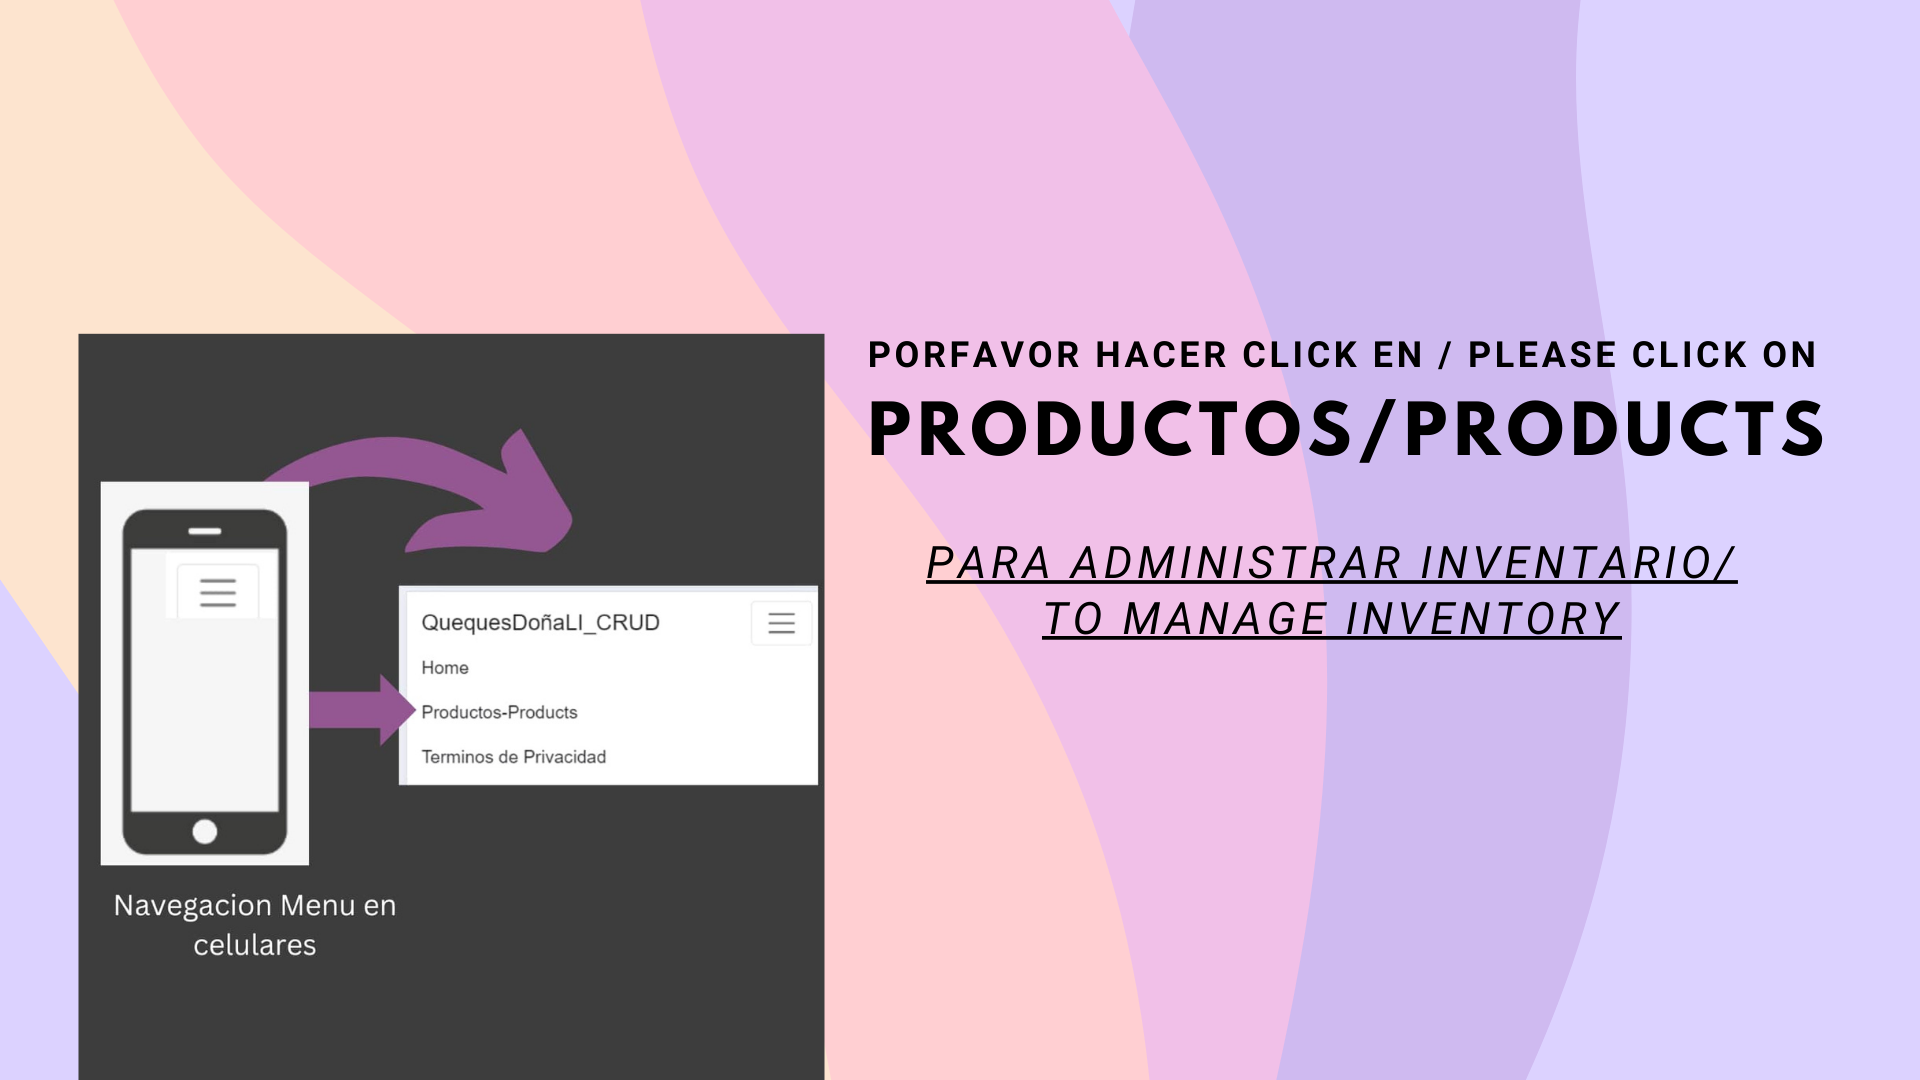 PORFAVOR HACER CLICK EN / PLEASE CLICK ON
PRODUCTOS/PRODUCTS
PARA ADMINISTRAR INVENTARIO/
TO MANAGE INVENTORY
QuequesDoñaLI_CRUD
Home
Productos-Products
Terminos de Privacidad
Navegacion Menu en
celulares